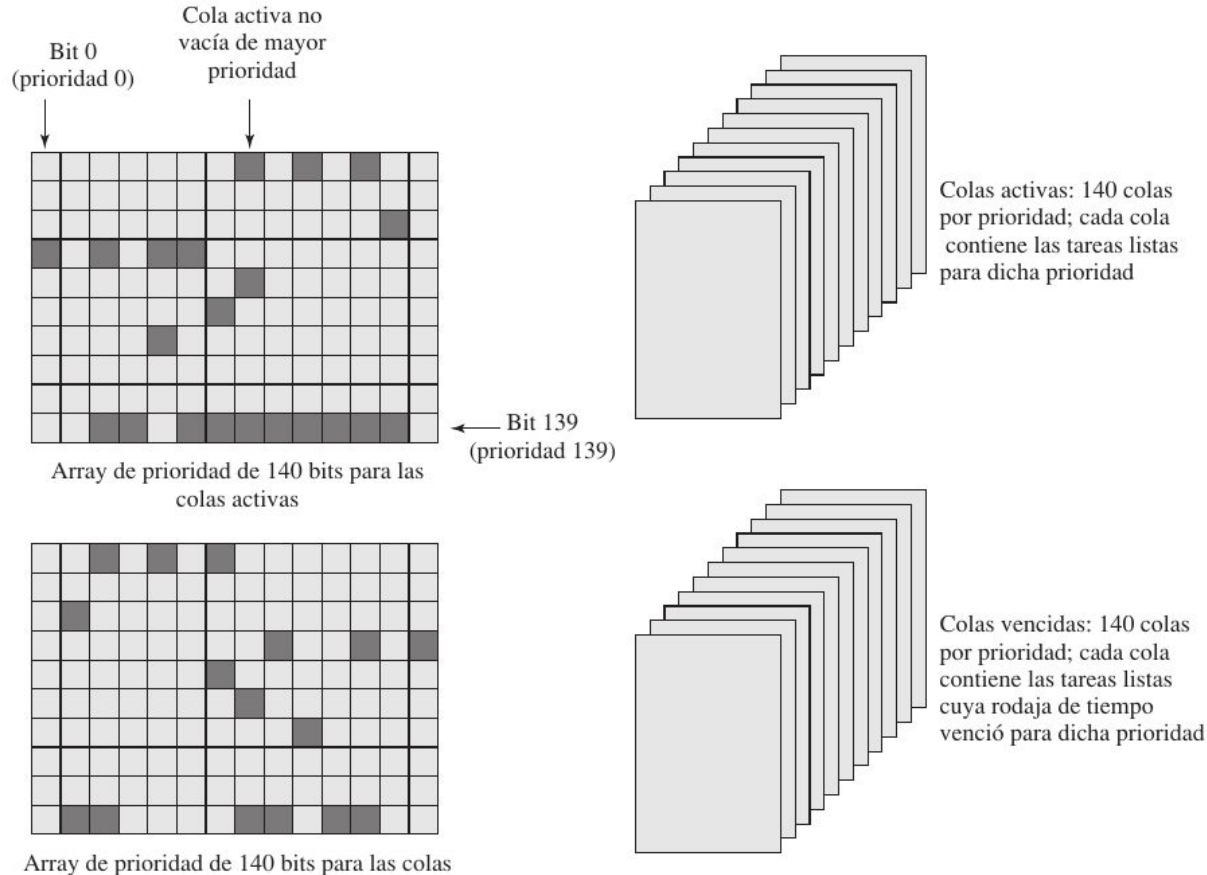 Cola activa no
vacía de mayor
prioridad
Bit 0
(prioridad 0)
Colas activas: 140 colas
por prioridad; cada cola
contiene las tareas listas
para dicha prioridad
Bit 139
(prioridad 139)
Array de prioridad de 140 bits para las
colas activas
Colas vencidas: 140 colas
por prioridad; cada cola
contiene las tareas listas
cuya rodaja de tiempo
venció para dicha prioridad
Array de prioridad de 140 bits para las colas